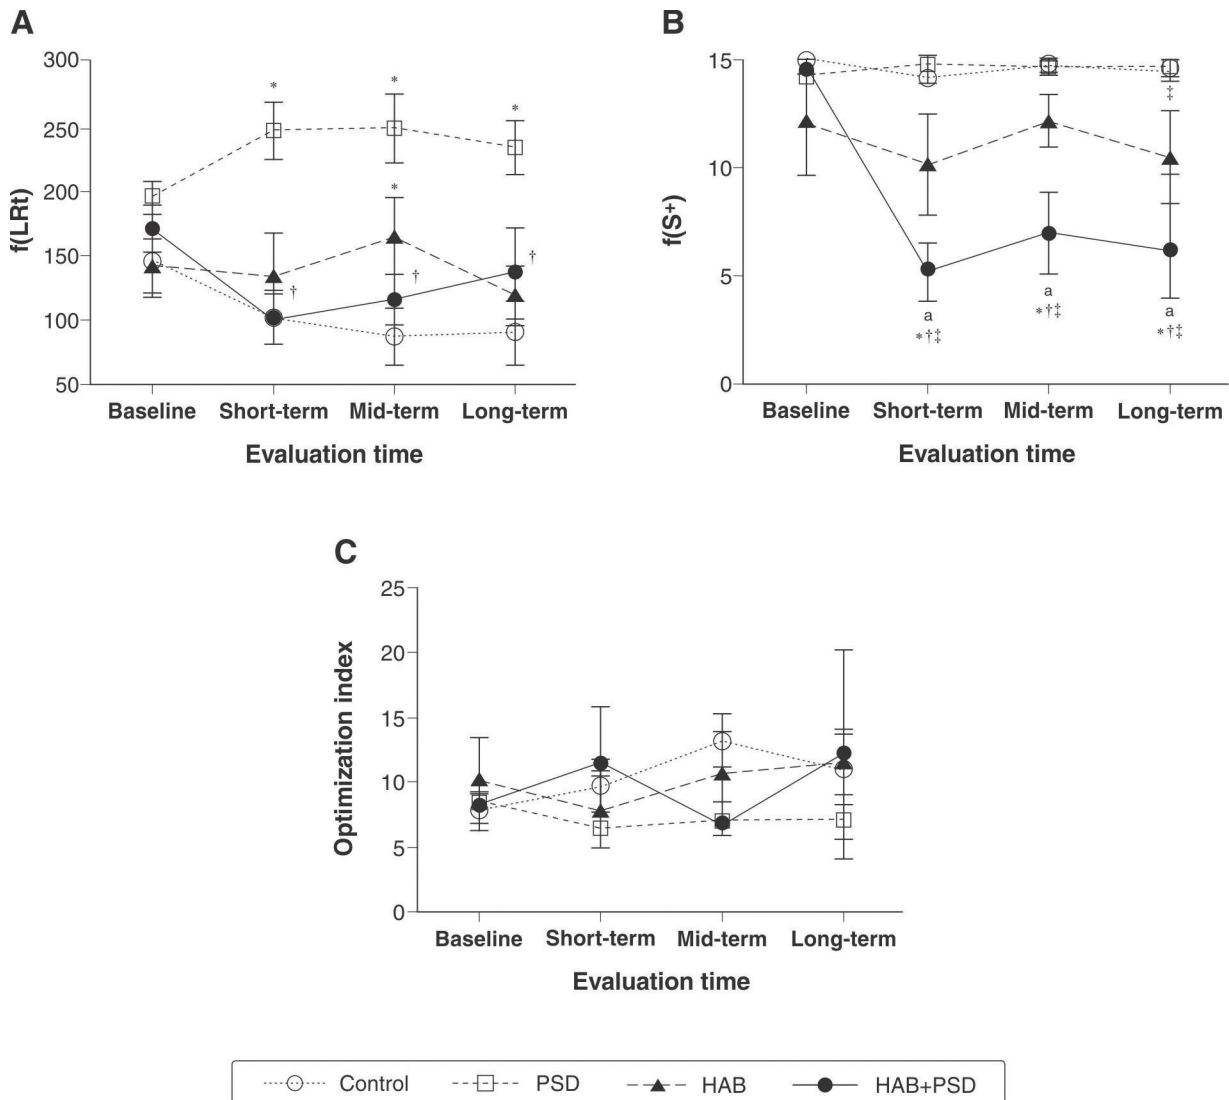 A
300
250
200
150
100
50
f(LRt)
*
*
*
*
†
†
†
Baseline Short-term Mid-term Long-term
Evaluation time
B
15
10
5
0
f(S+)
‡
a
*†‡
a
*†‡
a
*†‡
Baseline Short-term Mid-term Long-term
Evaluation time
C
25
20
15
10
5
0
Optimization index
Baseline Short-term Mid-term Long-term
Evaluation time
Control PSD HAB HAB+PSD